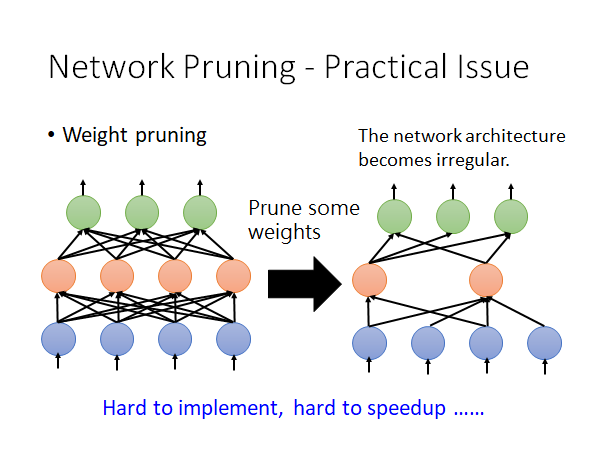 Network Pruning - Practical Issue
• Weight pruning
The network architecture
becomes irregular.
Prune some
weights
Hard to implement, hard to speedup ……